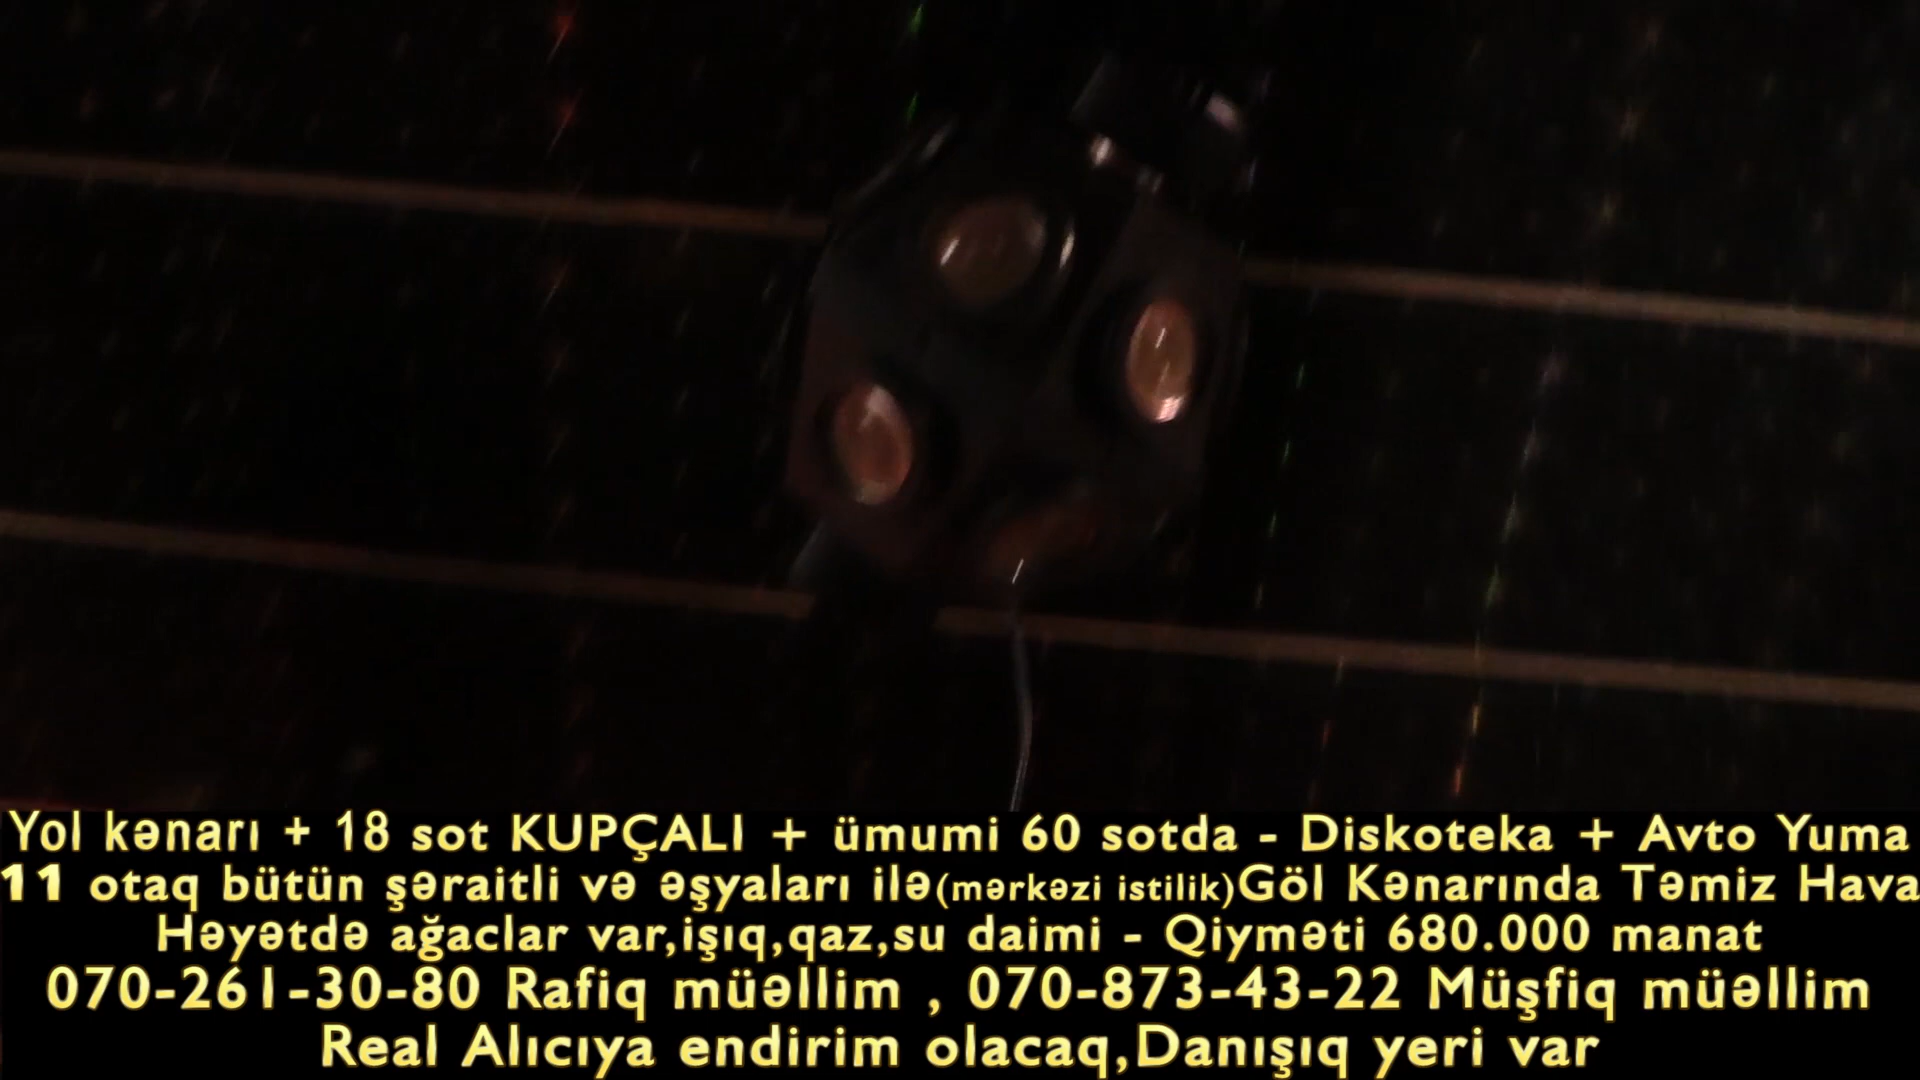 Yol kənarı + 18 sot KUPÇALI + ümumi 60 sotda - Diskoteka + Avto Yuma
11 otaq bütün şəraitli və əşyaları ilə(mərkəzi istilik)Göl Kənarında Təmiz Hava
Həyətdə ağaclar var,işıq,qaz,su daimi - Qiyməti 680.000 manat
070-261-30-80 Rafiq müəllim , 070-873-43-22 Müşfiq müəllim
Real Alıcıya endirim olacaq,Danışıq yeri var